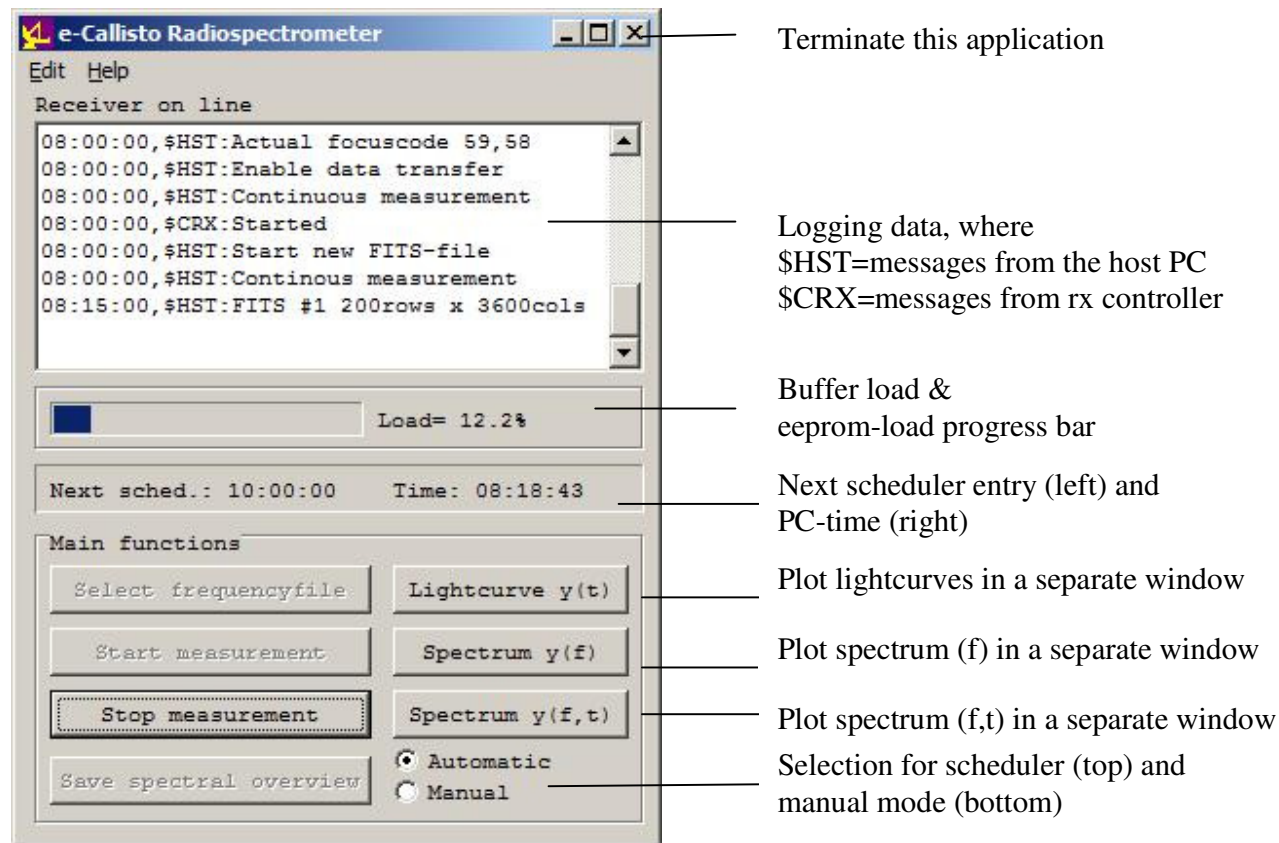 e-Callisto Radiospectrometer
Edit Help
Receiver on line
08:00:00,$HST:Actual focuscode 59,58
08:00:00,$HST:Enable data transfer
08:00:00,$HST:Continuous measurement
08:00:00,$CRX:Started
08:00:00,$HST:Start new FITS-file
08:00:00,$HST:Continous measurement
08:15:00,$HST:FITS #1 200rows x 3600cols
Load= 12.2%
Next sched.: 10:00:00 Time: 08:18:43
Main functions
Select frequencyfile
Lightcurve y(t)
Start measurement
Spectrum y(f)
Stop measurement
Spectrum y(f,t)
Save spectral overview
Automatic
Manual
Terminate this application
Logging data, where
$HST=messages from the host PC
$CRX=messages from rx controller
Buffer load &
eeprom-load progress bar
Next scheduler entry (left) and
PC-time (right)
Plot lightcurves in a separate window
Plot spectrum (f) in a separate window
Plot spectrum (f,t) in a separate window
Selection for scheduler (top) and
manual mode (bottom)